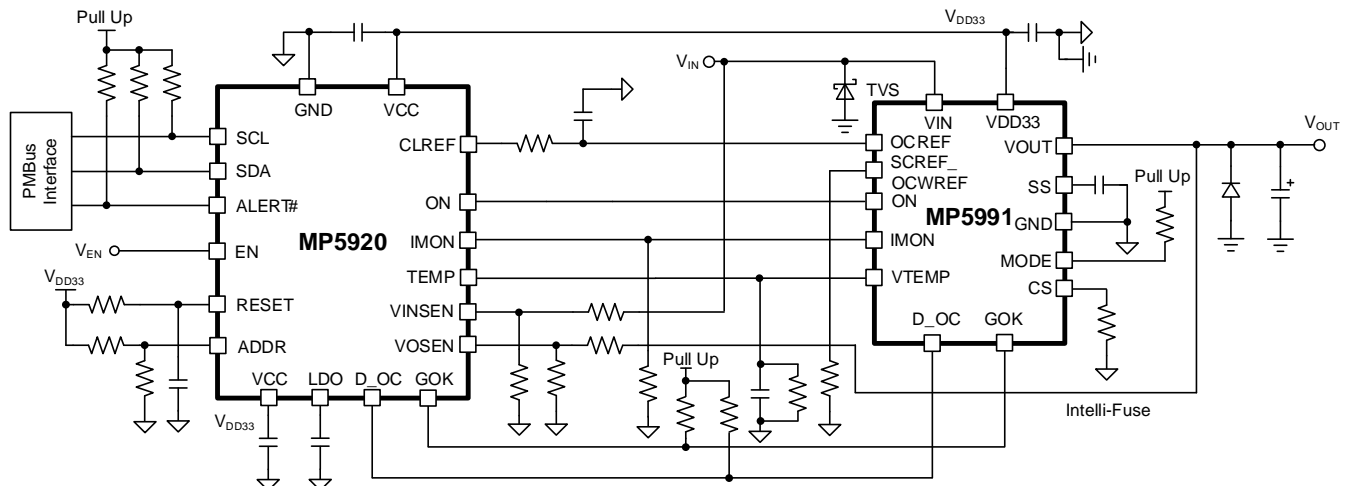 Pull Up
V_DD33
V_IN
TVS
GND
VCC
VIN
VDD33
PMBus
Interface
SCL
SDA
ALERT#
EN
RESET
ADDR
V_EN
V_DD33
MP5920
CLREF
ON
IMON
TEMP
VINSEN
VOSEN
VCC
LDO
D_OC
GOK
V_DD33
Pull Up
OCREF
SCREF_
OCWREF
ON
IMON
VTEMP
MP5991
VOUT
SS
GND
MODE
CS
D_OC
GOK
Pull Up
V_OUT
Intelli-Fuse